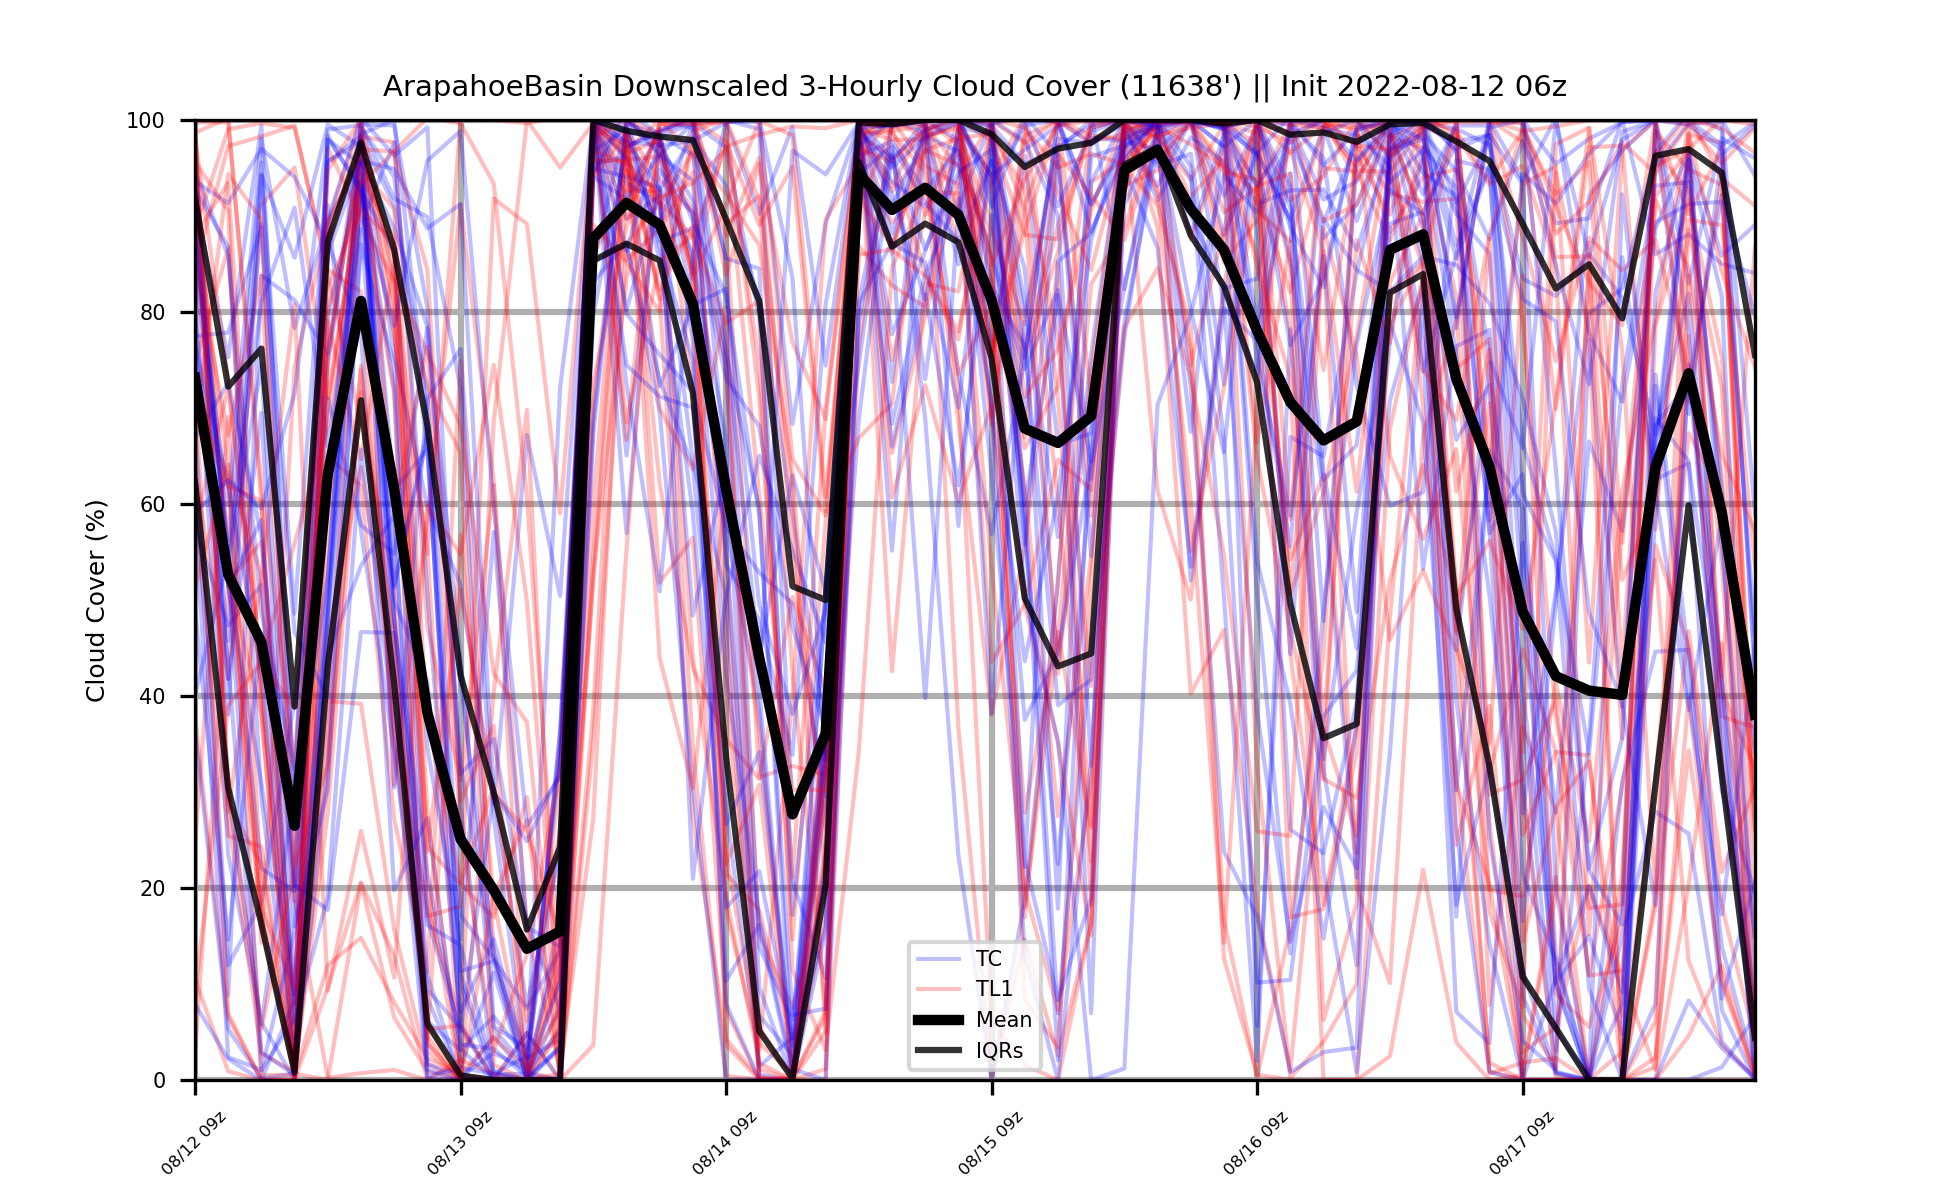 ArapahoeBasin Downscaled 3-Hourly Cloud Cover (11638') || Init 2022-08-12 06z
100
80
60
40
20
0
Cloud Cover (%)
TC
TL1
Mean
IQRs
08/12 09z
08/13 09z
08/14 09z
08/15 09z
08/16 09z
08/17 09z